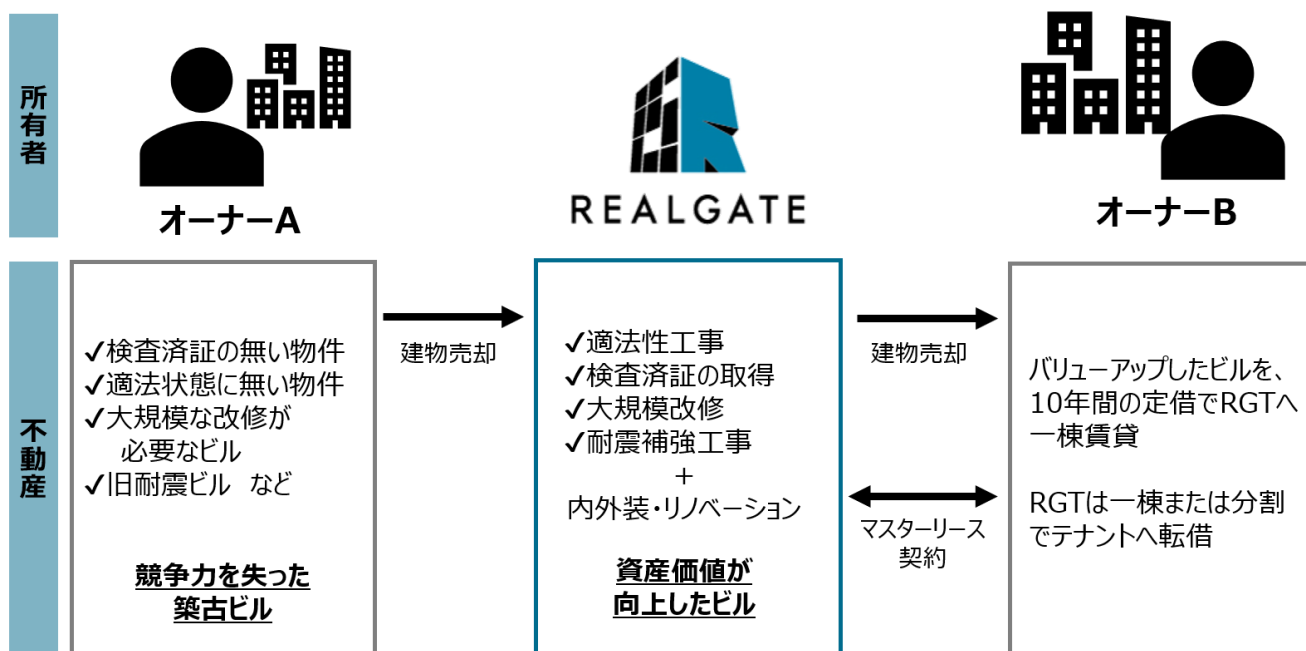 所有者
オーナーA
REALGATE
オーナーB
不動産
✓検査済証の無い物件
✓適法状態に無い物件
✓大規模な改修が
必要なビル
✓旧耐震ビル など
競争力を失った
築古ビル
建物売却
✓適法性工事
✓検査済証の取得
✓大規模改修
✓耐震補強工事
+
内外装・リノベーション
資産価値が
向上したビル
建物売却
マスターリース
契約
バリューアップしたビルを、
10年間の定借でRGTへ
一棟賃貸
RGTは一棟または分割
でテナントへ転借